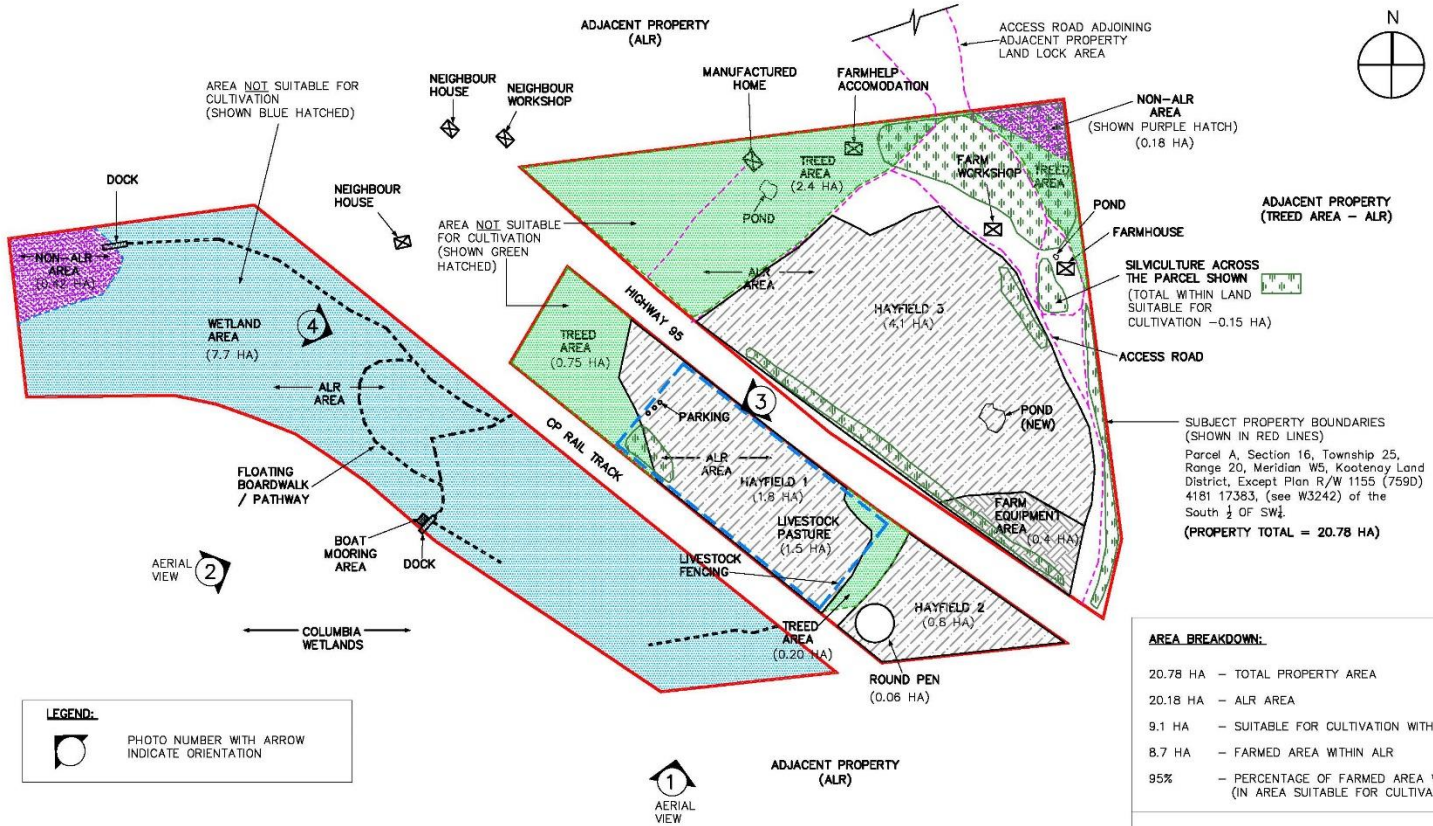 ADJACENT PROPERTY
(ALR)
ACCESS ROAD ADJOINING
ADJACENT PROPERTY
LAND LOCK AREA
N
AREA NOT SUITABLE FOR
CULTIVATION
(SHOWN BLUE HATCHED)
NEIGHBOUR
HOUSE
NEIGHBOUR
WORKSHOP
MANUFACTURED
HOME
FARMHELP
ACCOMODATION
NON-ALR
AREA
(SHOWN PURPLE HATCH)
(0.18 HA)
TREED
AREA
(2.4 HA)
FARM
WORKSHOP
TREED
AREA
POND
DOCK
NEIGHBOUR
HOUSE
AREA NOT SUITABLE
FOR CULTIVATION
(SHOWN GREEN
HATCHED)
POND
FARMHOUSE
ADJACENT PROPERTY
(TREED AREA - ALR)
NON-ALR
AREA
(0.42 HA)
ALR
AREA
SILVICULTURE ACROSS
THE PARCEL SHOWN
(TOTAL WITHIN LAND
SUITABLE FOR
CULTIVATION -0.15 HA)
HIGHWAY 95
HAYFIELD 3
(4.1 HA)
WETLAND
AREA
(7.7 HA)
4
TREED
AREA
(0.75 HA)
ACCESS ROAD
ALR
AREA
PARKING
3
POND
(NEW)
SUBJECT PROPERTY BOUNDARIES
(SHOWN IN RED LINES)
Parcel A, Section 16, Township 25,
Range 20, Meridian W5, Kootenay Land
District, Except Plan R/W 1155 (759D)
4181 17383, (see W3242) of the
South ½ OF SW¼
(PROPERTY TOTAL = 20.78 HA)
CP RAIL TRACK
ALR
AREA
HAYFIELD 1
(1.8 HA)
FLOATING
BOARDWALK
/ PATHWAY
LIVESTOCK
PASTURE
(1.5 HA)
FARM
EQUIPMENT
AREA
(0.4 HA)
BOAT
MOORING
AREA
DOCK
LIVESTOCK
FENCING
AERIAL
VIEW
2
HAYFIELD 2
(0.8 HA)
COLUMBIA
WETLANDS
TREED
AREA
(0.20 HA)
ROUND PEN
(0.06 HA)
LEGEND:
PHOTO NUMBER WITH ARROW
INDICATE ORIENTATION
1
AERIAL
VIEW
ADJACENT PROPERTY
(ALR)
AREA BREAKDOWN:
20.78 HA - TOTAL PROPERTY AREA
20.18 HA - ALR AREA
9.1 HA - SUITABLE FOR CULTIVATION WITH
8.7 HA - FARMED AREA WITHIN ALR
95% - PERCENTAGE OF FARMED AREA
(IN AREA SUITABLE FOR